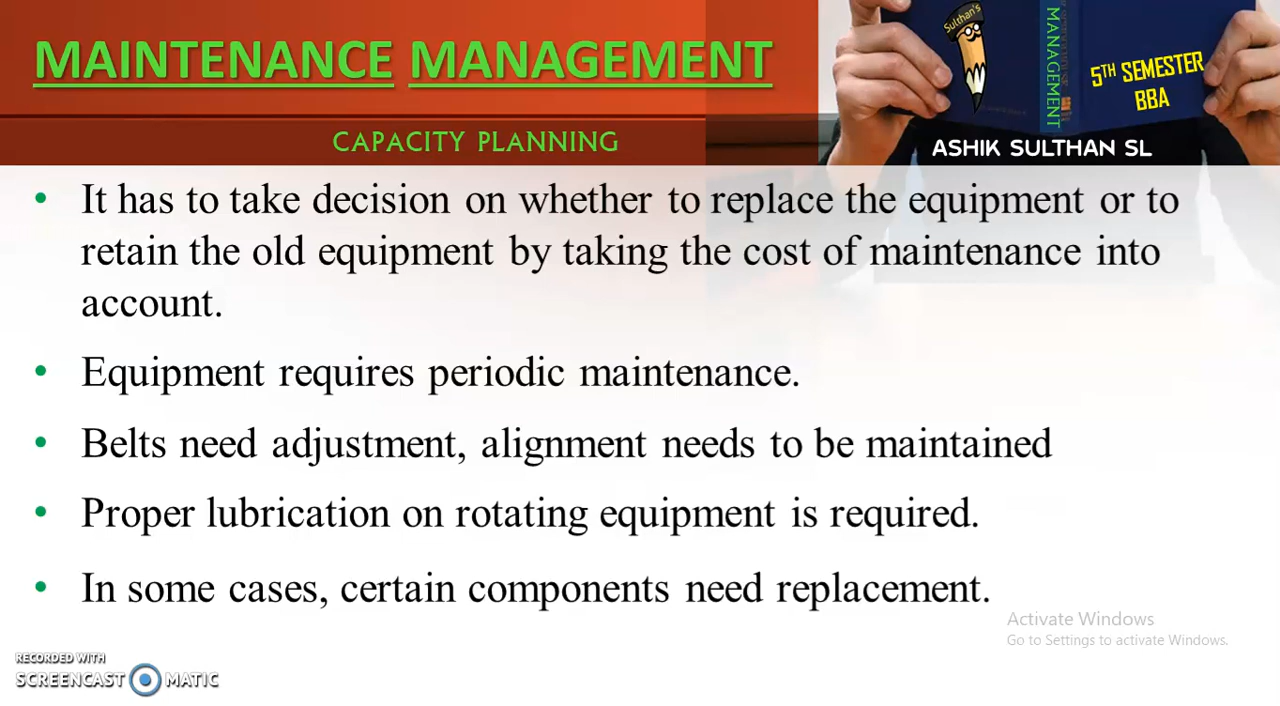 MAINTENANCE MANAGEMENT
CAPACITY PLANNING
Sulthan's
MANAGEMENT
5TH SEMESTER
BBA
ASHIK SULTHAN SL
• It has to take decision on whether to replace the equipment or to
retain the old equipment by taking the cost of maintenance into
account.
• Equipment requires periodic maintenance.
• Belts need adjustment, alignment needs to be maintained
• Proper lubrication on rotating equipment is required.
• In some cases, certain components need replacement.
Activate Windows
Go to Settings to activate Windows.
RECORDED WITH
SCREENCAST MATIC